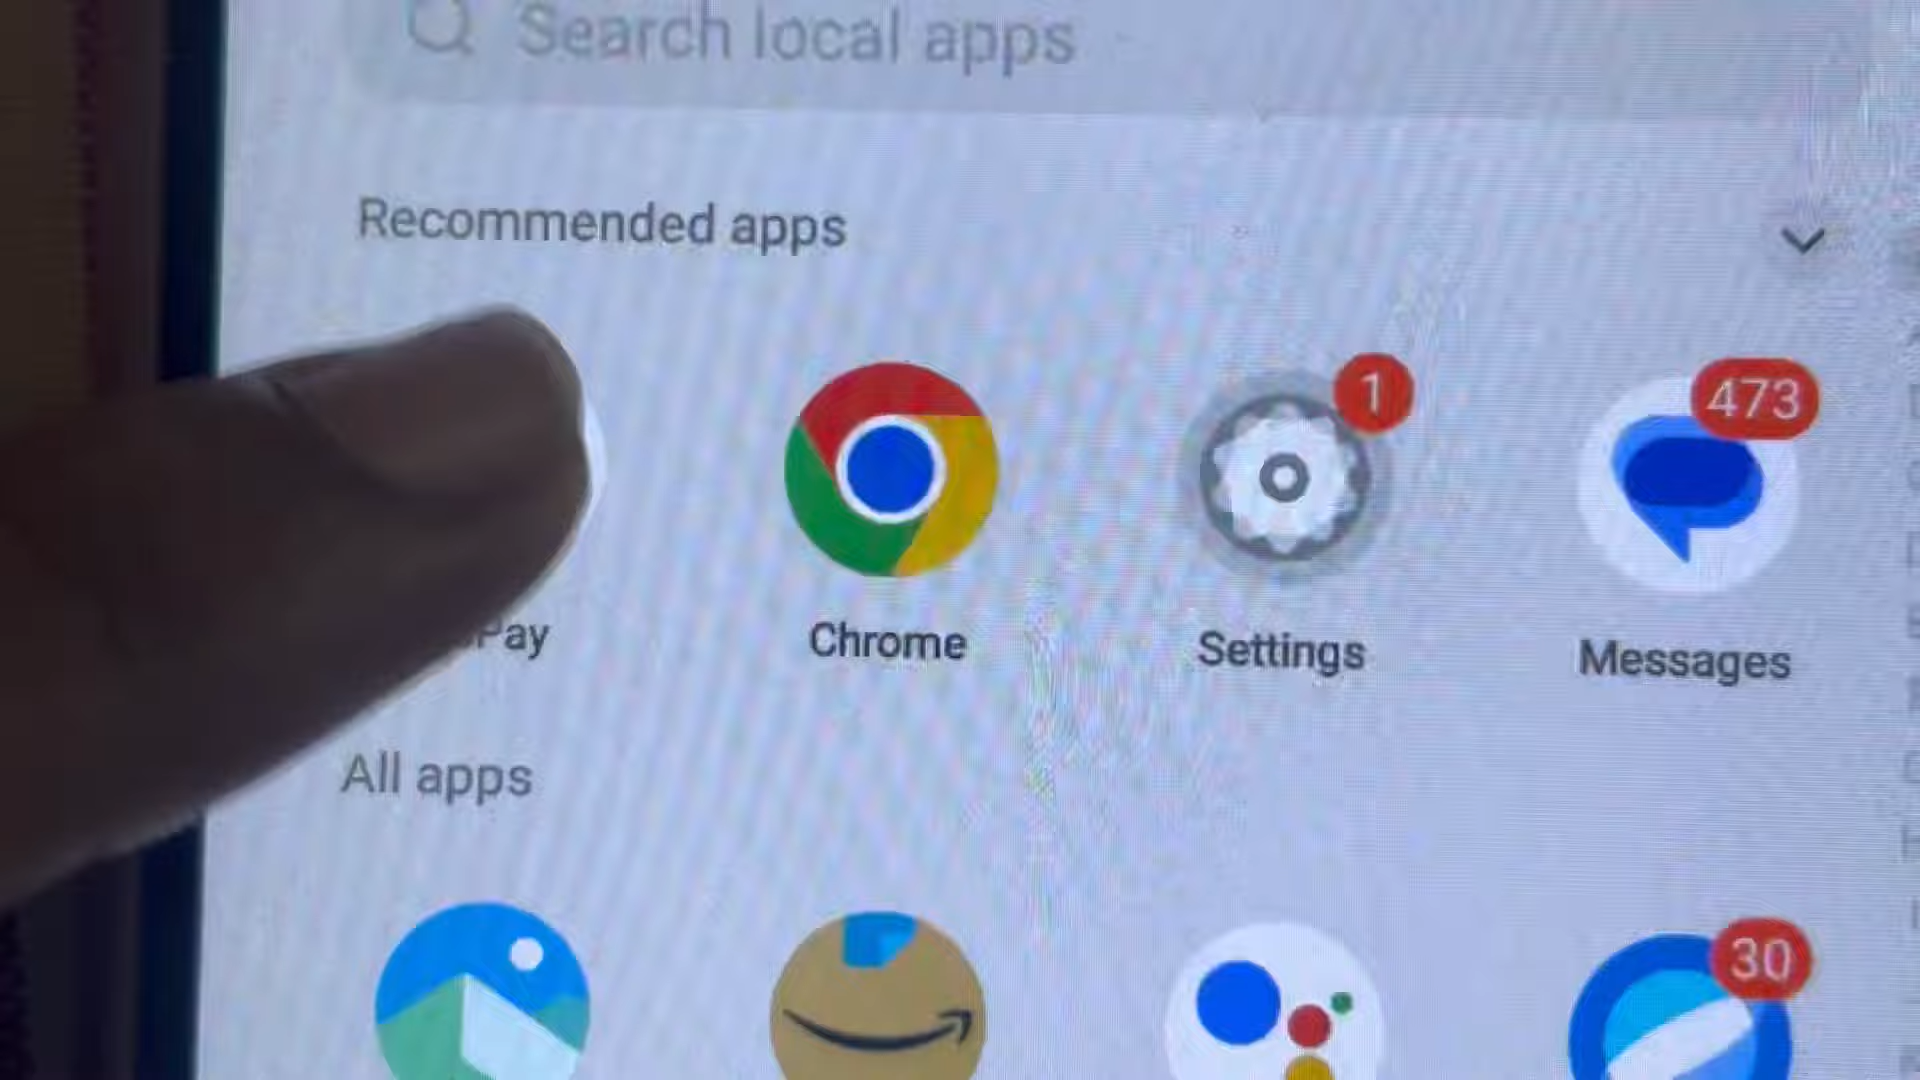 Search local apps
Recommended apps
1
473
Pay
Chrome
Settings
Messages
All apps
30